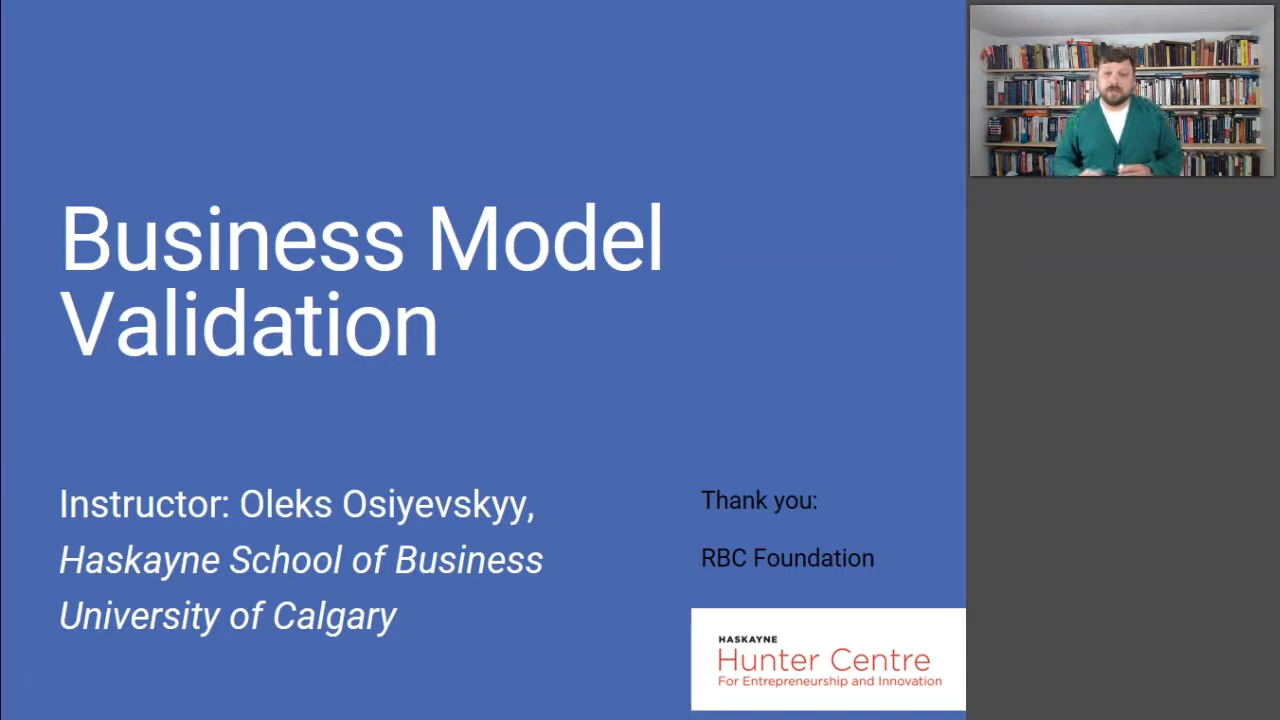 Business Model
Validation
Instructor: Oleks Osiyevskyy,
Haskayne School of Business
University of Calgary
Thank you:
RBC Foundation
HASKAYNE
Hunter Centre
For Entrepreneurship and Innovation